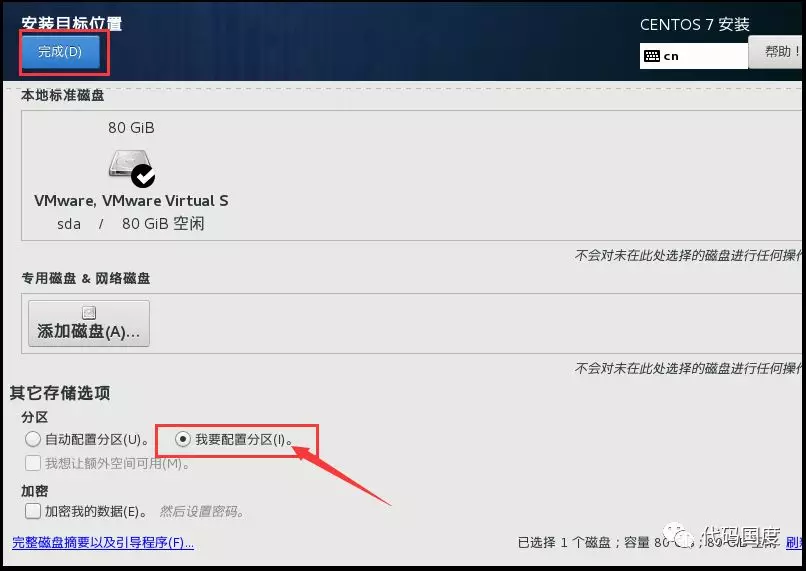 安装目标位置
CENTOS 7 安装
完成(D)
cn
帮助!
本地标准磁盘
80 GiB
VMware, VMware Virtual S
sda / 80 GiB 空闲
不会对未在此处选择的磁盘进行任何操作
专用磁盘 & 网络磁盘
添加磁盘(A)...
不会对未在此处选择的磁盘进行任何操作
其它存储选项
分区
自动配置分区(U)。
我要配置分区(I)。
我想让额外空间可用(M)。
加密
加密我的数据(E)。 然后设置密码。
完整磁盘摘要以及引导程序(F)...
已选择 1 个磁盘；容量 80 GiB；80 GiB 空闲
代码国度